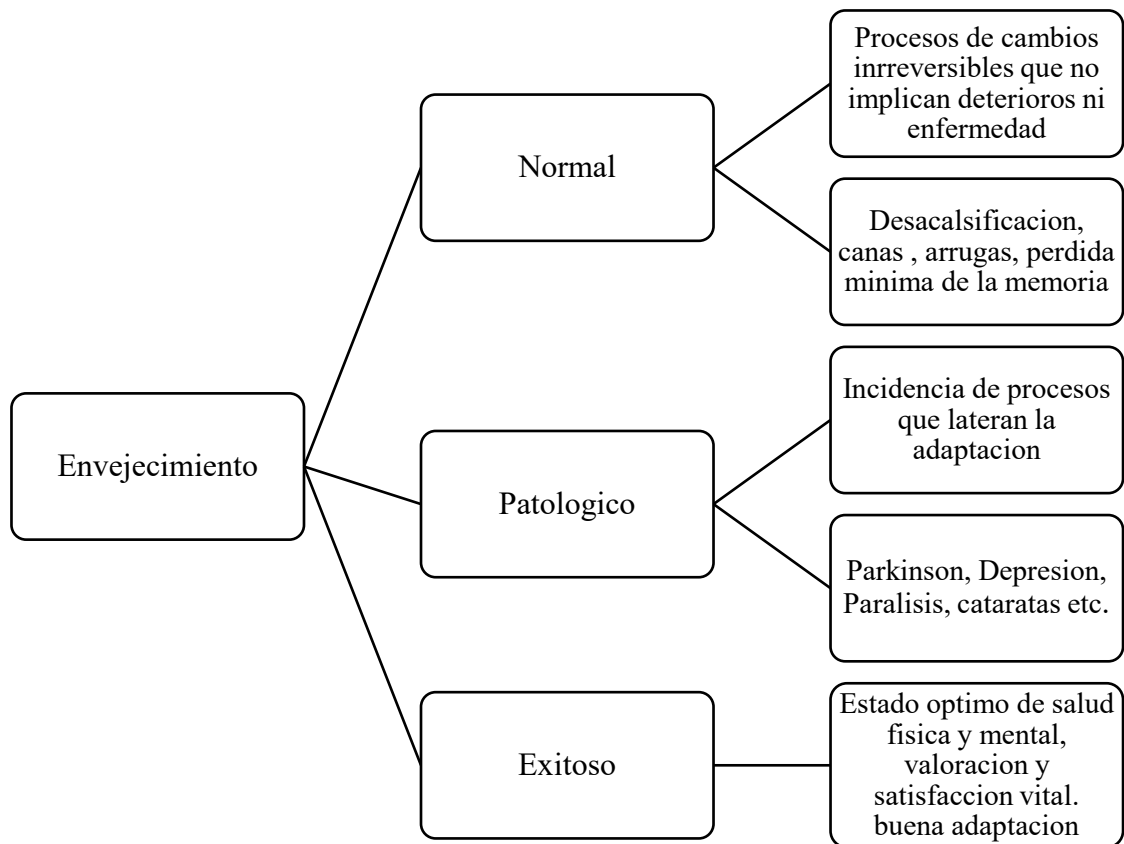 Envejecimiento
Normal
Procesos de cambios
inrreversibles que no
implican deterioros ni
enfermedad
Desacalsificacion,
canas , arrugas, perdida
minima de la memoria
Patologico
Incidencia de procesos
que lateran la
adaptacion
Parkinson, Depresion,
Paralisis, cataratas etc.
Exitoso
Estado optimo de salud
fisica y mental,
valoracion y
satisfaccion vital.
buena adaptacion